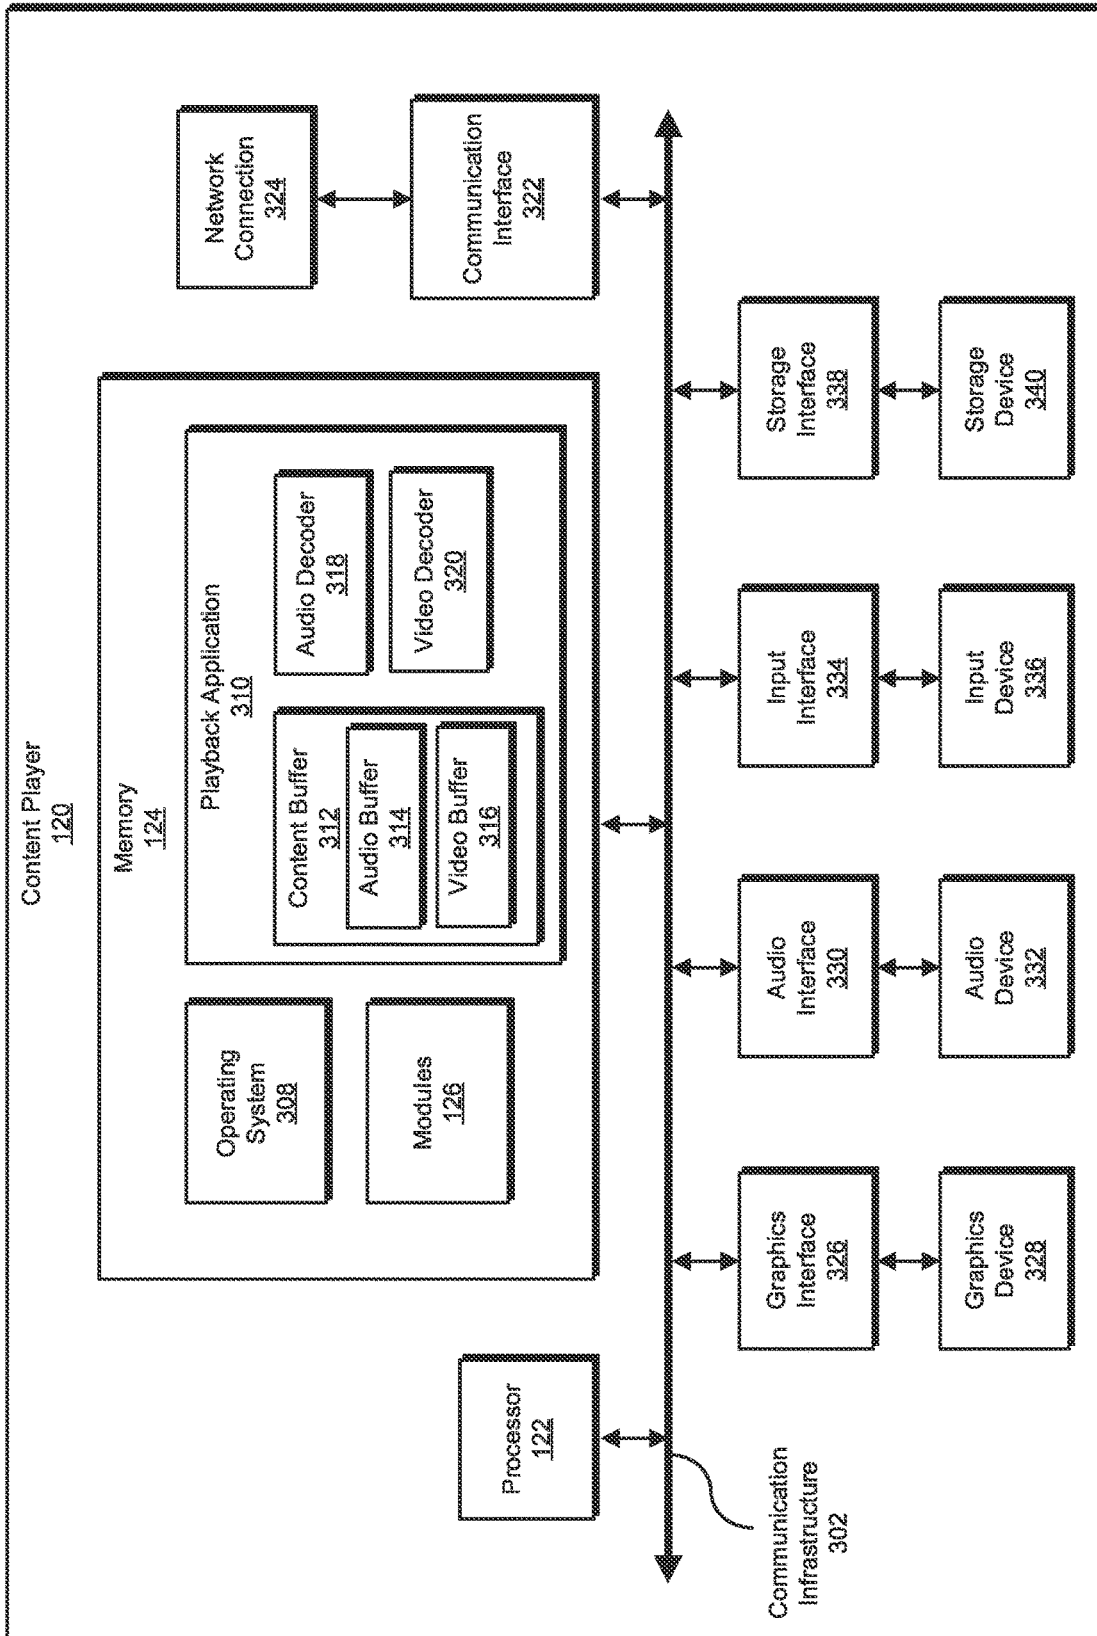 Content Player
120
Memory
124
Operating
System
308
Modules
126
Playback Application
310
Content Buffer
312
Audio Buffer
314
Video Buffer
316
Audio Decoder
318
Video Decoder
320
Network
Connection
324
Communication
Interface
322
Processor
122
Communication
Infrastructure
302
Graphics
Interface
326
Graphics
Device
328
Audio
Interface
330
Audio
Device
332
Input
Interface
334
Input
Device
336
Storage
Interface
338
Storage
Device
340